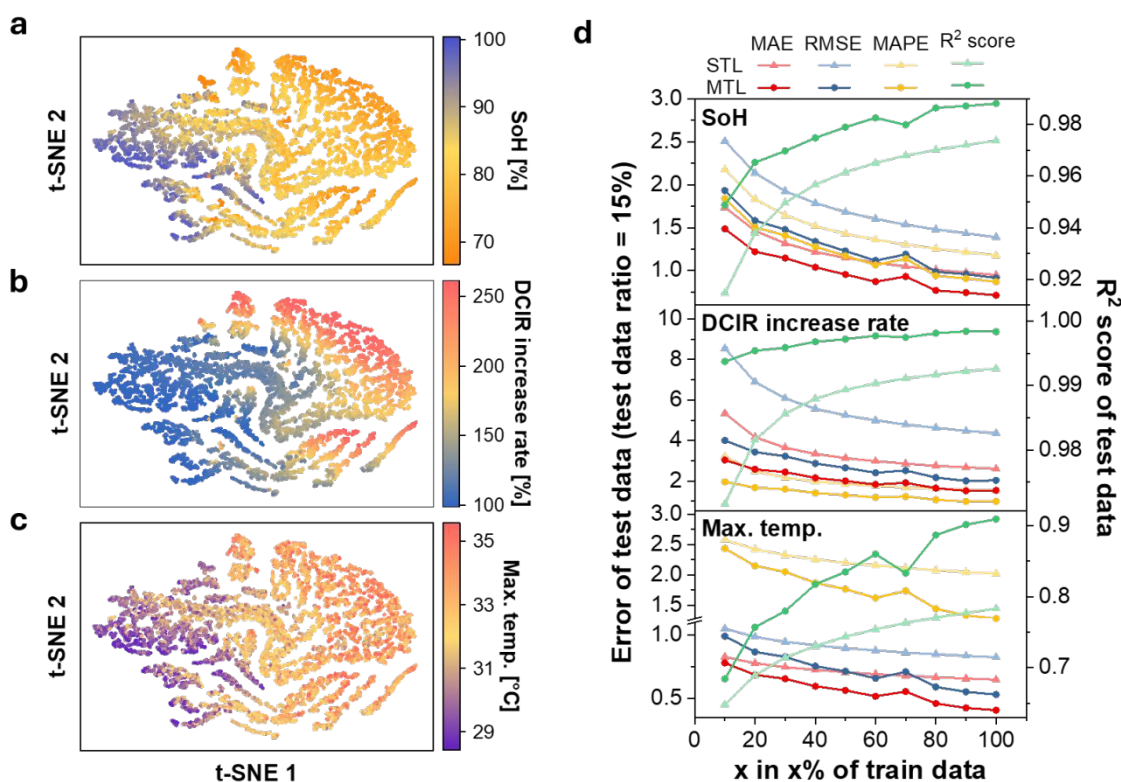 a
t-SNE 2
100
90
80
70
SoH [%]
b
t-SNE 2
250
200
150
100
DCIR increase rate [%]
c
t-SNE 2
35
33
31
29
Max. temp. [°C]
t-SNE 1
d
MAE RMSE MAPE R² score
STL
MTL
SoH
3.0
2.5
2.0
1.5
1.0
0.98
0.96
0.94
0.92
DCIR increase rate
10
8
6
4
2
1.00
0.99
0.98
Max. temp.
3.0
2.5
2.0
1.5
1.0
0.5
0.9
0.8
0.7
0 20 40 60 80 100
x in x% of train data
Error of test data (test data ratio = 15%)
R² score of test data